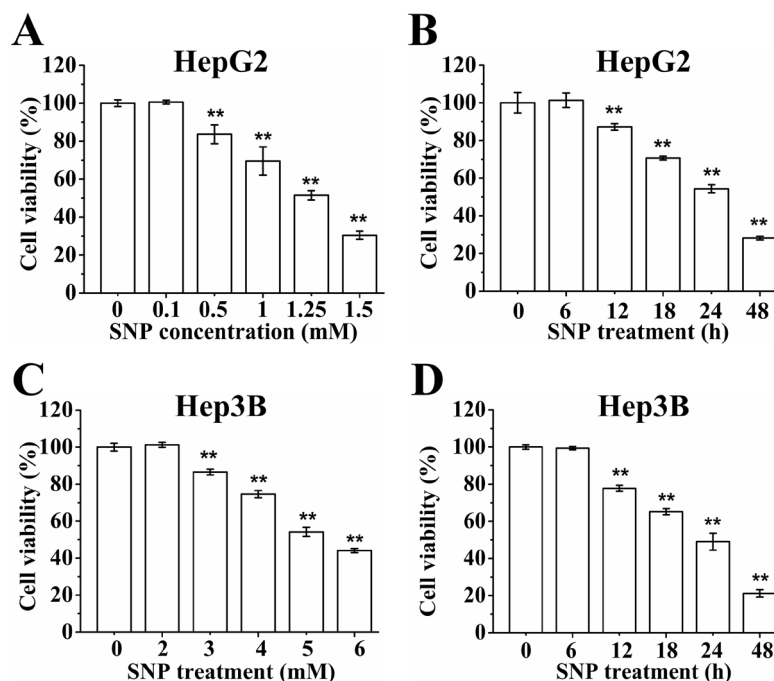 A
HepG2
Cell viability (%)
120
100
80
60
40
20
0
**
**
**
**
0 0.1 0.5 1 1.25 1.5
SNP concentration (mM)
B
HepG2
Cell viability (%)
120
100
80
60
40
20
0
**
**
**
**
0 6 12 18 24 48
SNP treatment (h)
C
Hep3B
Cell viability (%)
120
100
80
60
40
20
0
**
**
**
**
0 2 3 4 5 6
SNP treatment (mM)
D
Hep3B
Cell viability (%)
120
100
80
60
40
20
0
**
**
**
**
0 6 12 18 24 48
SNP treatment (h)